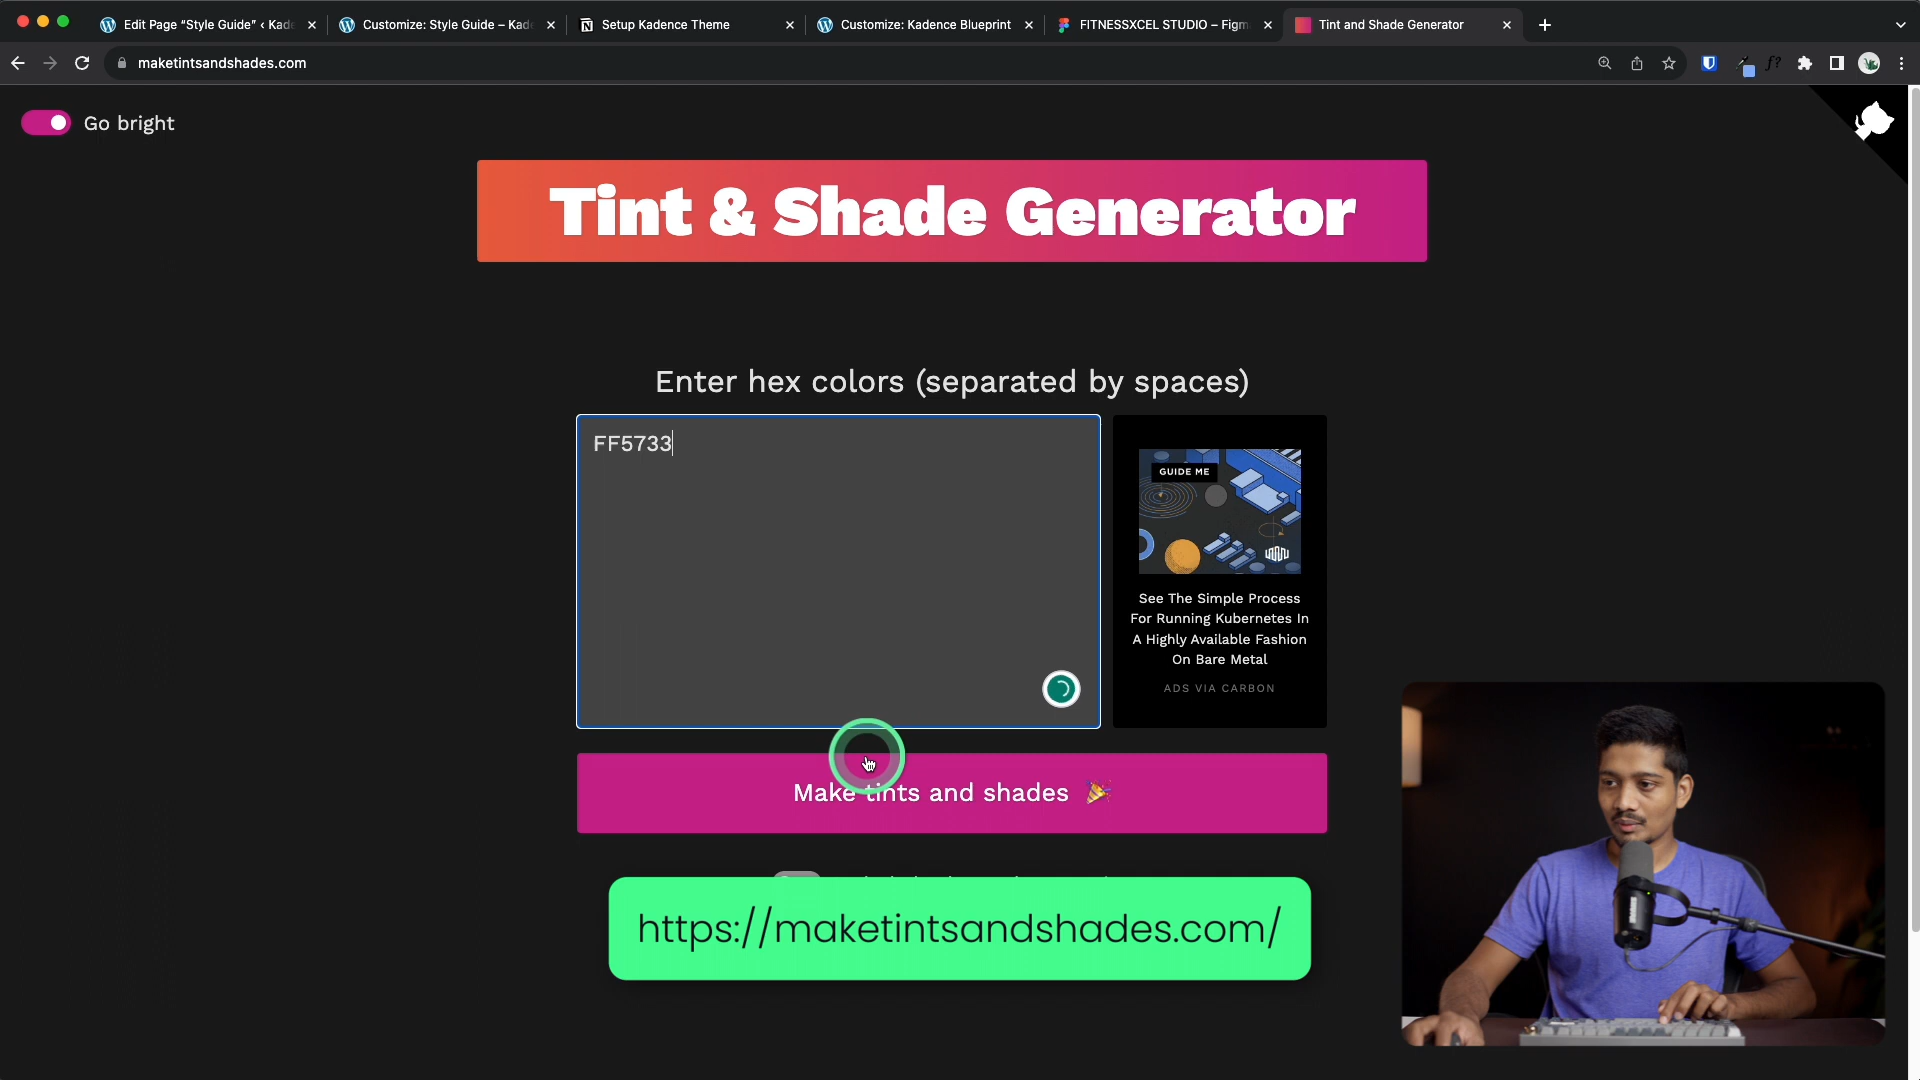 Edit Page “Style Guide” ‹ Kade
Customize: Style Guide – Kade
Setup Kadence Theme
Customize: Kadence Blueprint
FITNESSXCEL STUDIO – Figm
Tint and Shade Generator
maketintsandshades.com
f?
Go bright
Tint & Shade Generator
Enter hex colors (separated by spaces)
FF5733
GUIDE ME
See The Simple Process
For Running Kubernetes In
A Highly Available Fashion
On Bare Metal
ADS VIA CARBON
Make tints and shades 🎉
https://maketintsandshades.com/